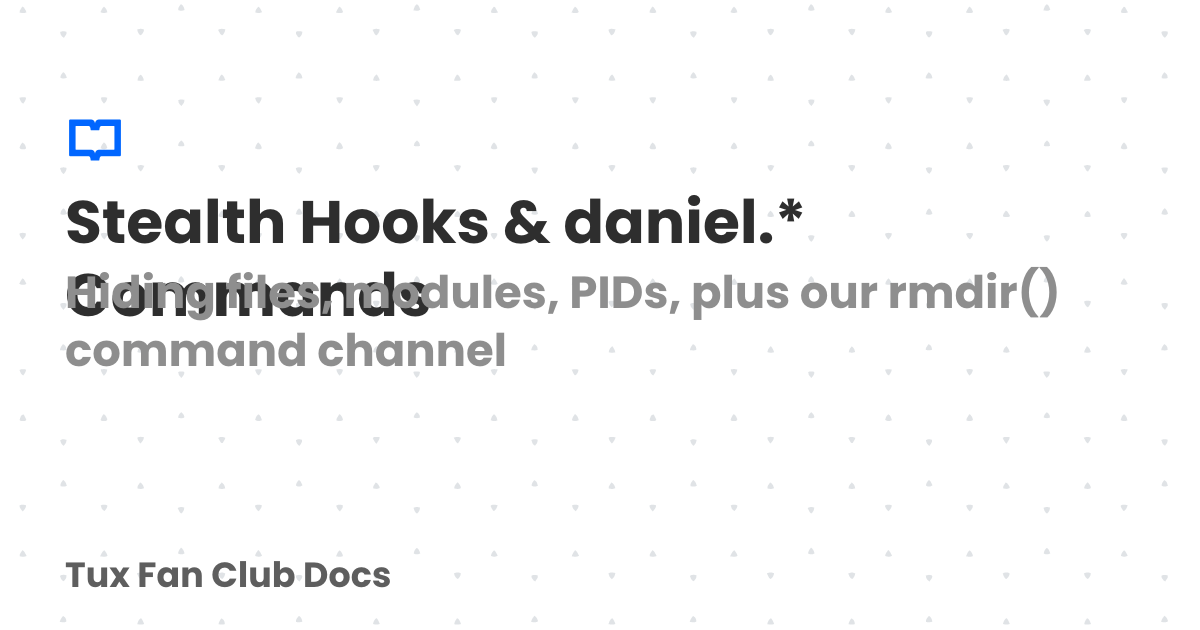 Stealth Hooks & daniel.*
Commands
Hiding files, modules, PIDs, plus our rmdir()
command channel
Tux Fan Club Docs